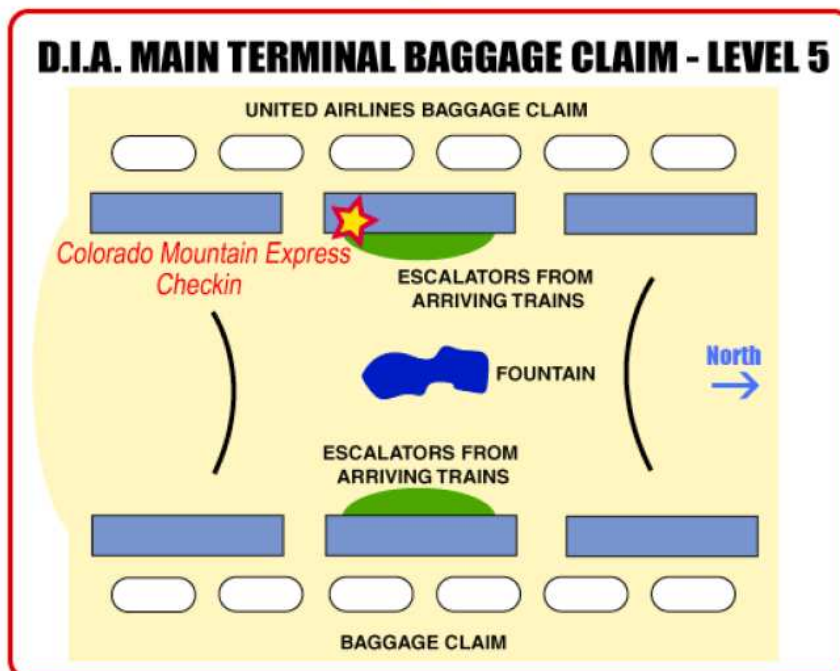 D.I.A. MAIN TERMINAL BAGGAGE CLAIM - LEVEL 5
UNITED AIRLINES BAGGAGE CLAIM
Colorado Mountain Express
Checkin
ESCALATORS FROM
ARRIVING TRAINS
North
FOUNTAIN
ESCALATORS FROM
ARRIVING TRAINS
BAGGAGE CLAIM